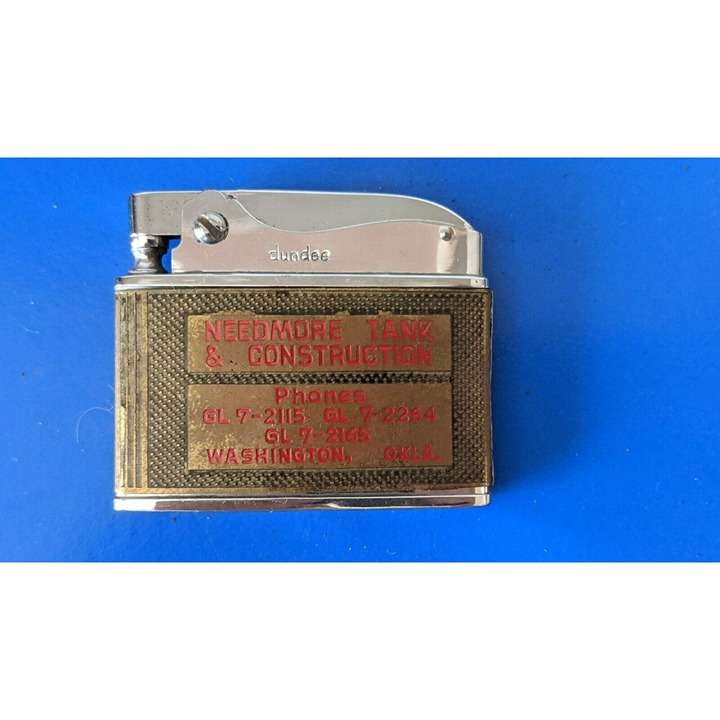 dundee
NEEDMORE TANK
& CONSTRUCTION
Phones
GL 7-2115 GL 7-2264
GL 7-2165
WASHINGTON, OKLA.